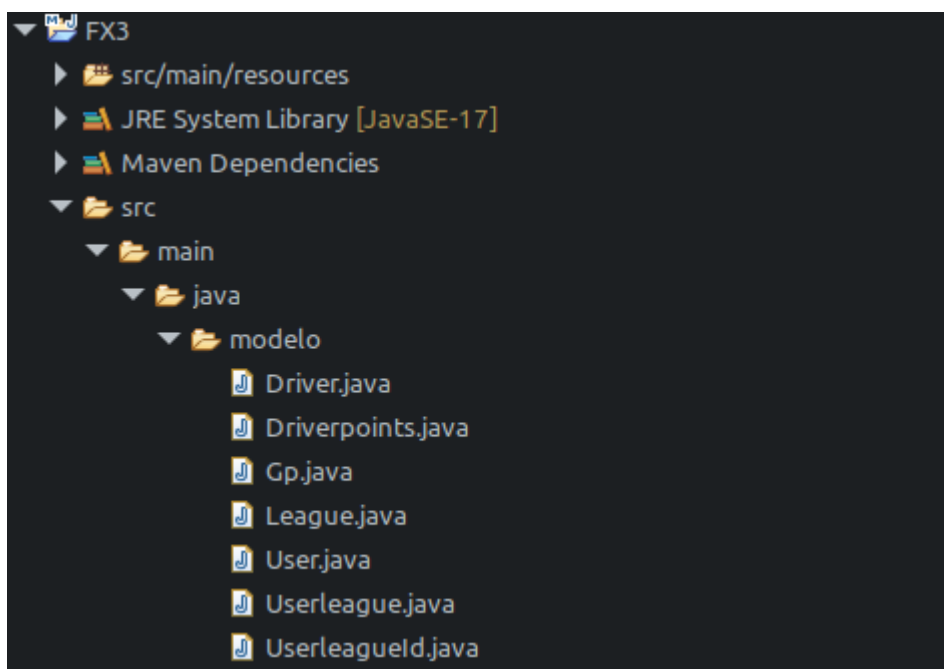 FX3
src/main/resources
JRE System Library [JavaSE-17]
Maven Dependencies
src
main
java
modelo
Driver.java
Driverpoints.java
Gp.java
League.java
User.java
Userleague.java
UserleagueId.java